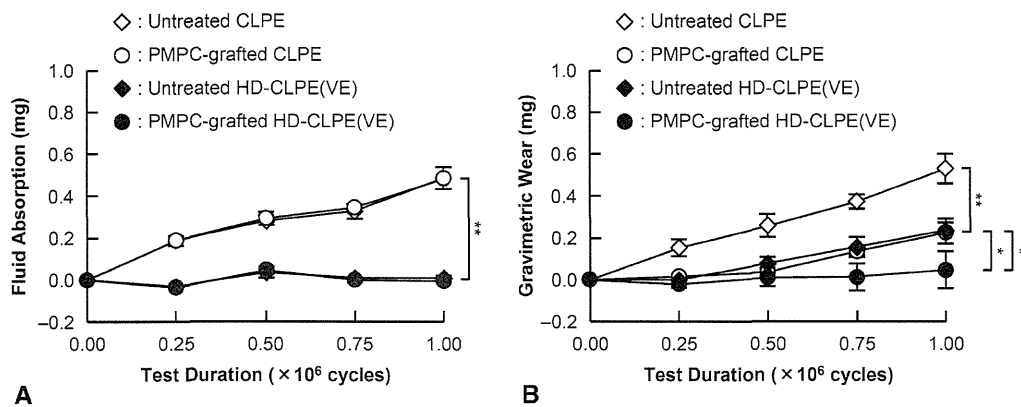 ◇ : Untreated CLPE
○ : PMPC-grafted CLPE
◆ : Untreated HD-CLPE(VE)
● : PMPC-grafted HD-CLPE(VE)
1.0
0.8
0.6
0.4
0.2
0.0
–0.2
Fluid Absorption (mg)
**
0.00 0.25 0.50 0.75 1.00
Test Duration (×10⁶ cycles)
A
◇ : Untreated CLPE
○ : PMPC-grafted CLPE
◆ : Untreated HD-CLPE(VE)
● : PMPC-grafted HD-CLPE(VE)
1.0
0.8
0.6
0.4
0.2
0.0
–0.2
Gravimetric Wear (mg)
**
*
0.00 0.25 0.50 0.75 1.00
Test Duration (×10⁶ cycles)
B